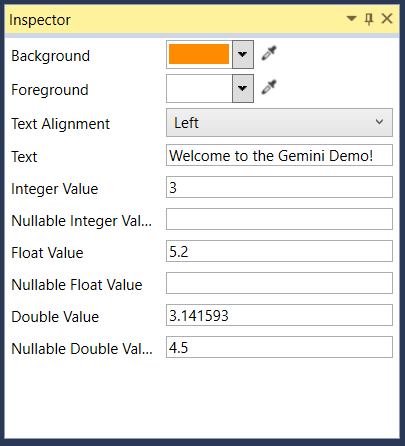 Inspector
Background
Foreground
Text Alignment Left
Text Welcome to the Gemini Demo!
Integer Value 3
Nullable Integer Val...
Float Value 5.2
Nullable Float Value
Double Value 3.141593
Nullable Double Val... 4.5